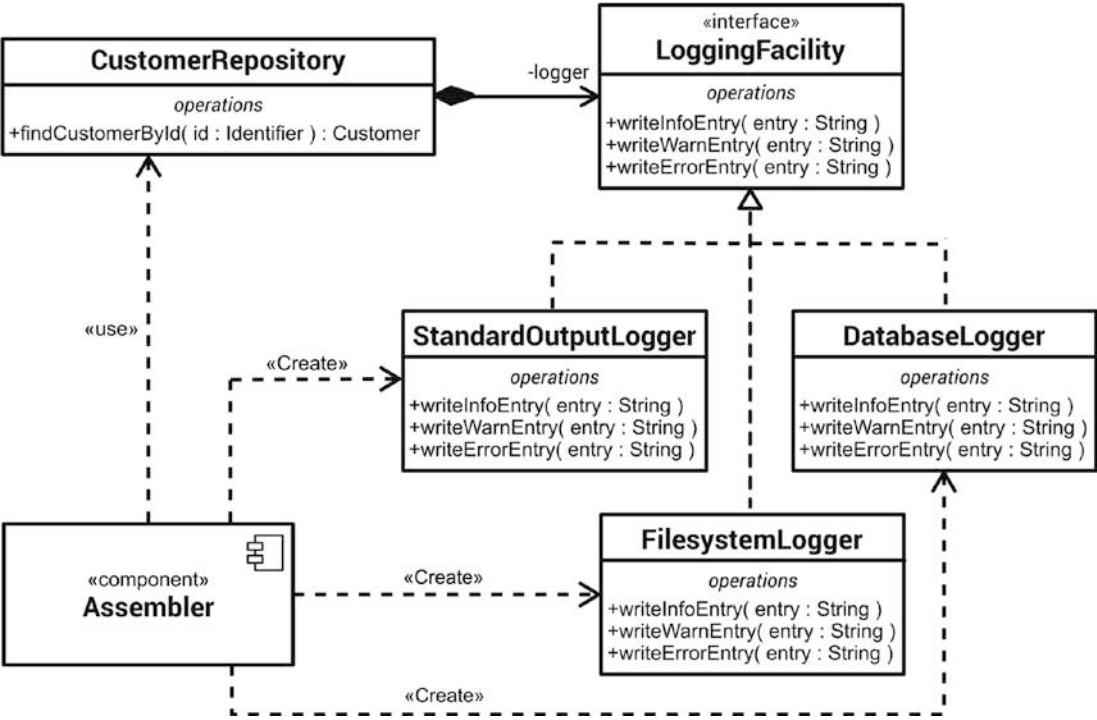 CustomerRepository
operations
+findCustomerById( id : Identifier ) : Customer
-logger
«interface»
LoggingFacility
operations
+writeInfoEntry( entry : String )
+writeWarnEntry( entry : String )
+writeErrorEntry( entry : String )
«use»
«Create»
StandardOutputLogger
operations
+writeInfoEntry( entry : String )
+writeWarnEntry( entry : String )
+writeErrorEntry( entry : String )
DatabaseLogger
operations
+writeInfoEntry( entry : String )
+writeWarnEntry( entry : String )
+writeErrorEntry( entry : String )
«component»
Assembler
«Create»
FilesystemLogger
operations
+writeInfoEntry( entry : String )
+writeWarnEntry( entry : String )
+writeErrorEntry( entry : String )
«Create»